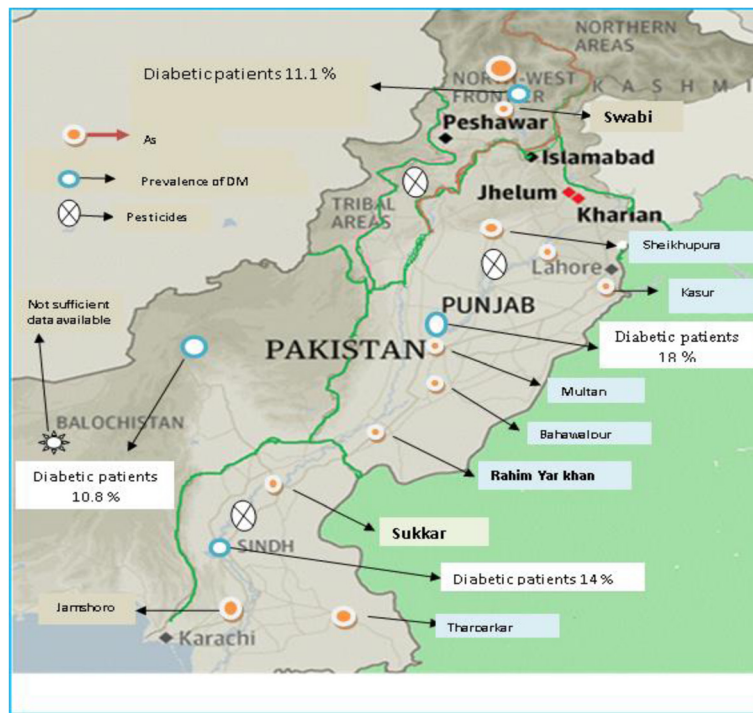 NORTHERN
AREAS
Diabetic patients 11.1 %
NORTH-WEST
FRONTIER
KASHMI
Swabi
As
Peshawar
Islamabad
Prevalence of DM
Jhelum
Pesticides
TRIBAL
AREAS
Kharian
Sheikhupura
Lahore
Kasur
Not sufficient
data available
PUNJAB
Diabetic patients
18 %
PAKISTAN
Multan
BALOCHISTAN
Bahawalpur
Diabetic patients
10.8 %
Rahim Yar khan
Sukkar
SINDH
Diabetic patients 14 %
Jamshoro
Tharparkar
Karachi